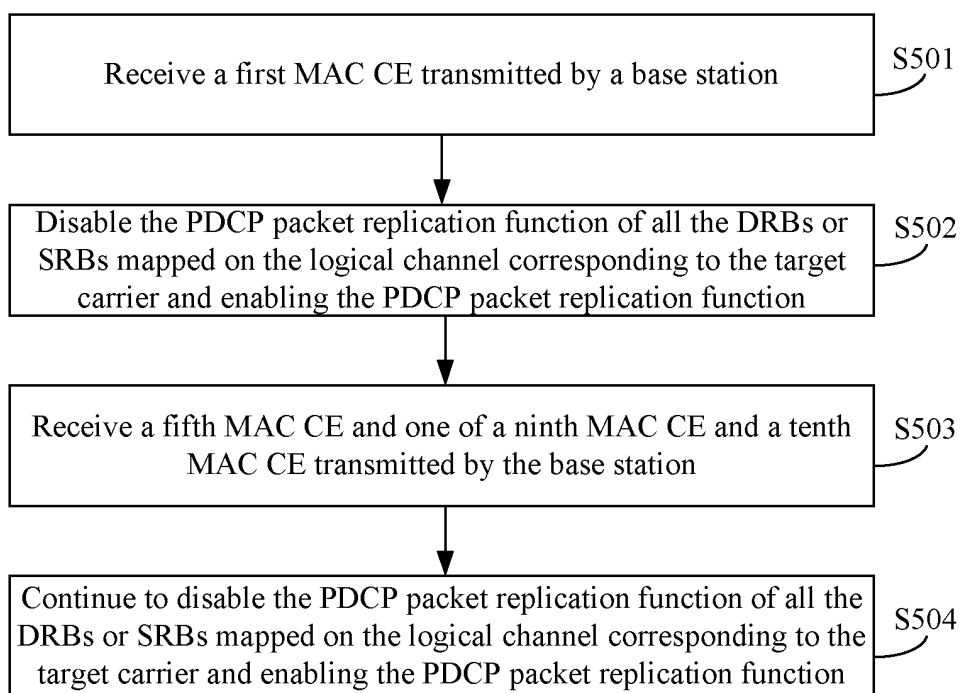 Receive a first MAC CE transmitted by a base station
S501
Disable the PDCP packet replication function of all the DRBs or
SRBs mapped on the logical channel corresponding to the target
carrier and enabling the PDCP packet replication function
S502
Receive a fifth MAC CE and one of a ninth MAC CE and a tenth
MAC CE transmitted by the base station
S503
Continue to disable the PDCP packet replication function of all the
DRBs or SRBs mapped on the logical channel corresponding to the
target carrier and enabling the PDCP packet replication function
S504